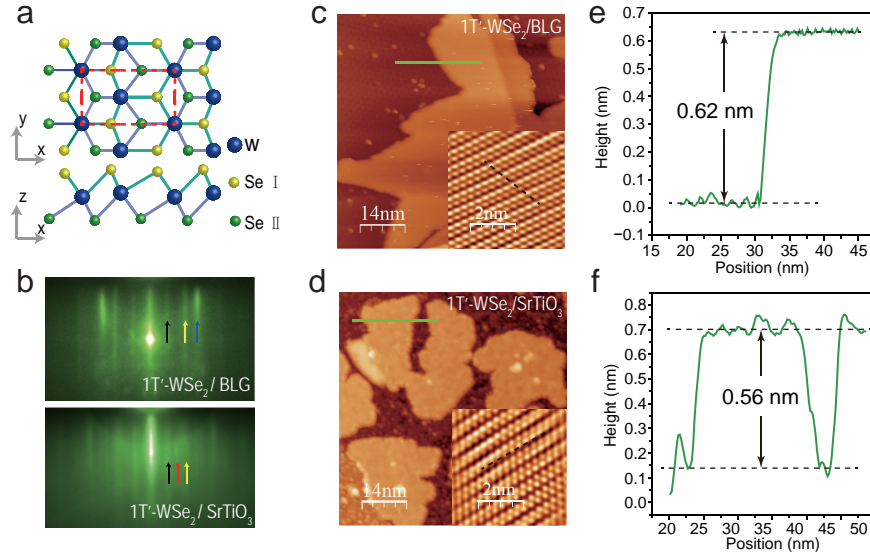 a
y
x
z
x
W
Se I
Se II
b
1T′-WSe₂ / BLG
1T′-WSe₂ / SrTiO₃
c
1T′-WSe₂/BLG
14nm
2nm
d
1T′-WSe₂/SrTiO₃
14nm
2nm
e
0.7
0.6
0.5
0.4
0.3
0.2
0.1
0.0
−0.1
Height (nm)
0.62 nm
15 20 25 30 35 40 45
Position (nm)
f
0.8
0.7
0.6
0.5
0.4
0.3
0.2
0.1
0.0
Height (nm)
0.56 nm
20 25 30 35 40 45 50
Position (nm)